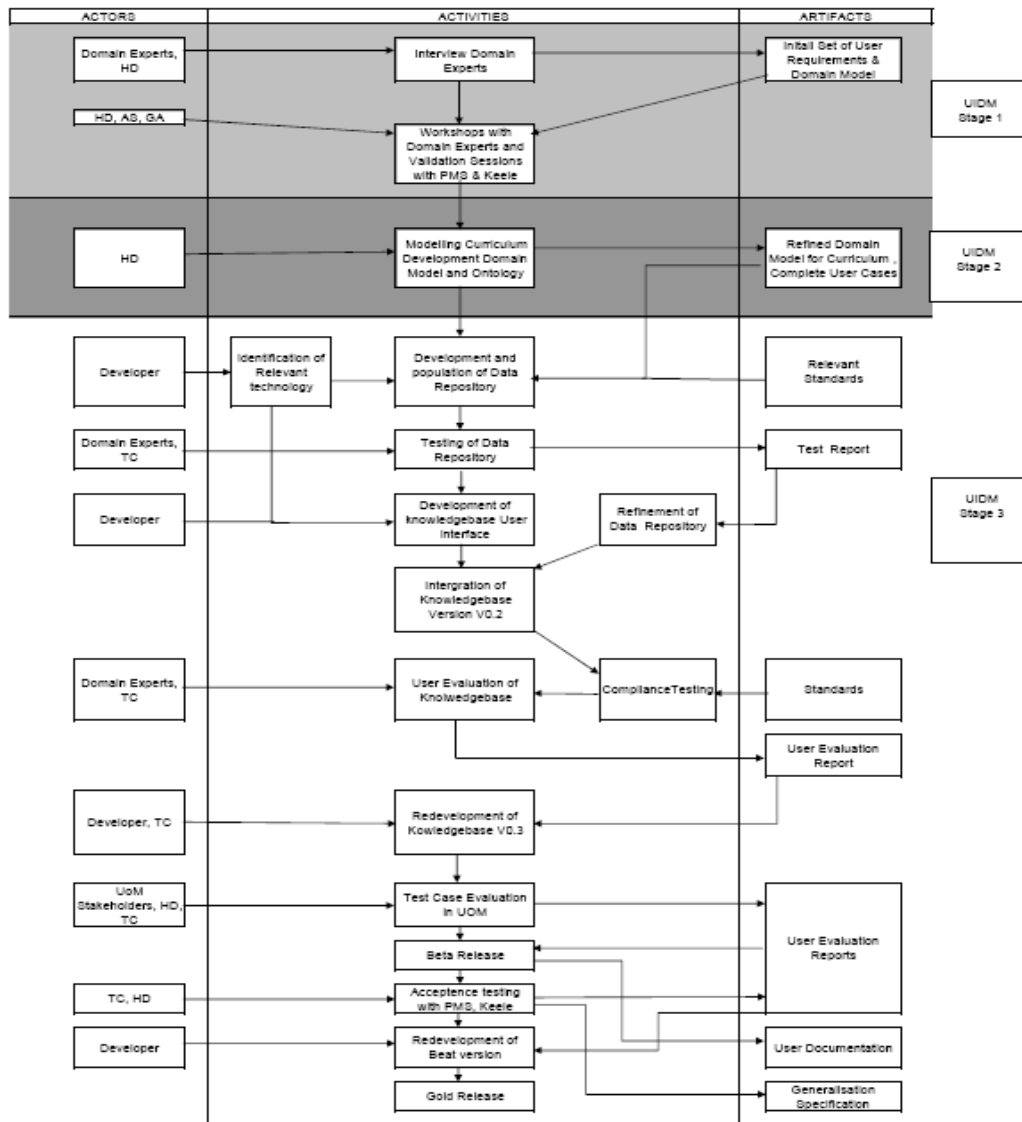 ACTORS
ACTIVITIES
ARTIFACTS
Domain Experts,
HD
Interview Domain
Experts
Initail Set of User
Requirements &
Domain Model
UIDM
Stage 1
HD, AS, GA
Workshops with
Domain Experts and
Validation Sessions
with PMS & Keele
HD
Modelling Curriculum
Development Domain
Model and Ontology
Refined Domain
Model for Curriculum ,
Complete User Cases
UIDM
Stage 2
Developer
Identification of
Relevant
technology
Development and
population of Data
Repository
Relevant
Standards
Domain Experts,
TC
Testing of Data
Repository
Test Report
UIDM
Stage 3
Developer
Development of
knowledgebase User
Interface
Refinement of
Data Repository
Intergration of
Knowledgebase
Version V0.2
Domain Experts,
TC
User Evaluation of
Knolwedgebase
ComplianceTesting
Standards
User Evaluation
Report
Developer, TC
Redevelopment of
Kowledgebase V0.3
UoM
Stakeholders, HD,
TC
Test Case Evaluation
in UOM
User Evaluation
Reports
Beta Release
TC, HD
Acceptence testing
with PMS, Keele
Developer
Redevelopment of
Beat version
User Documentation
Gold Release
Generalisation
Specification